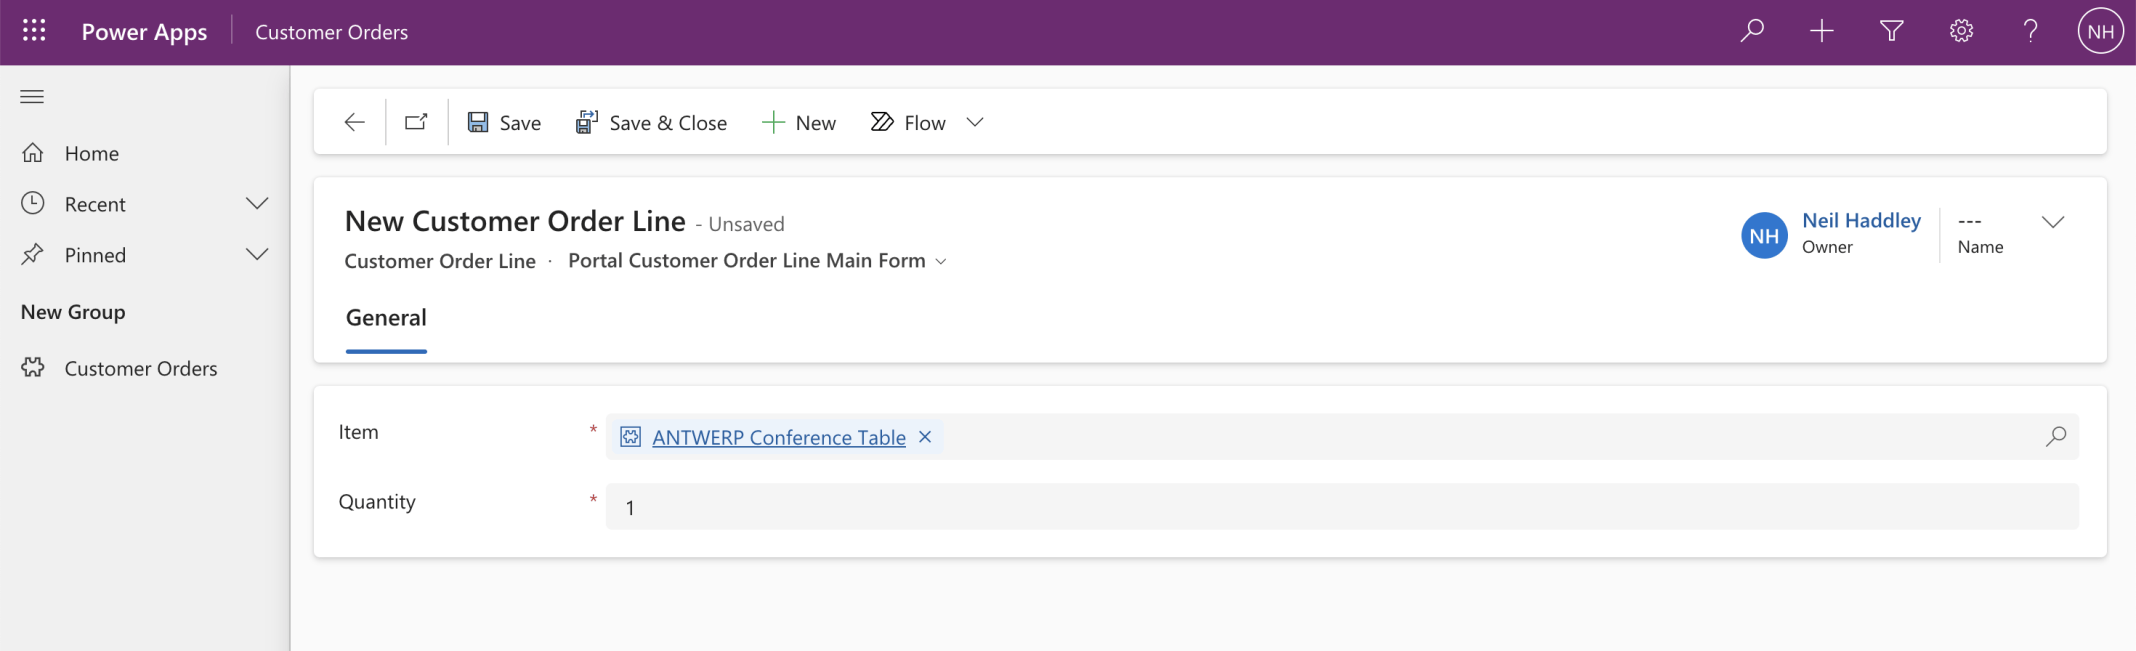 Power Apps
Customer Orders
NH
Home
Recent
Pinned
New Group
Customer Orders
Save
Save & Close
New
Flow
New Customer Order Line - Unsaved
Customer Order Line · Portal Customer Order Line Main Form
NH
Neil Haddley
Owner
---
Name
General
Item *
ANTWERP Conference Table
Quantity *
1